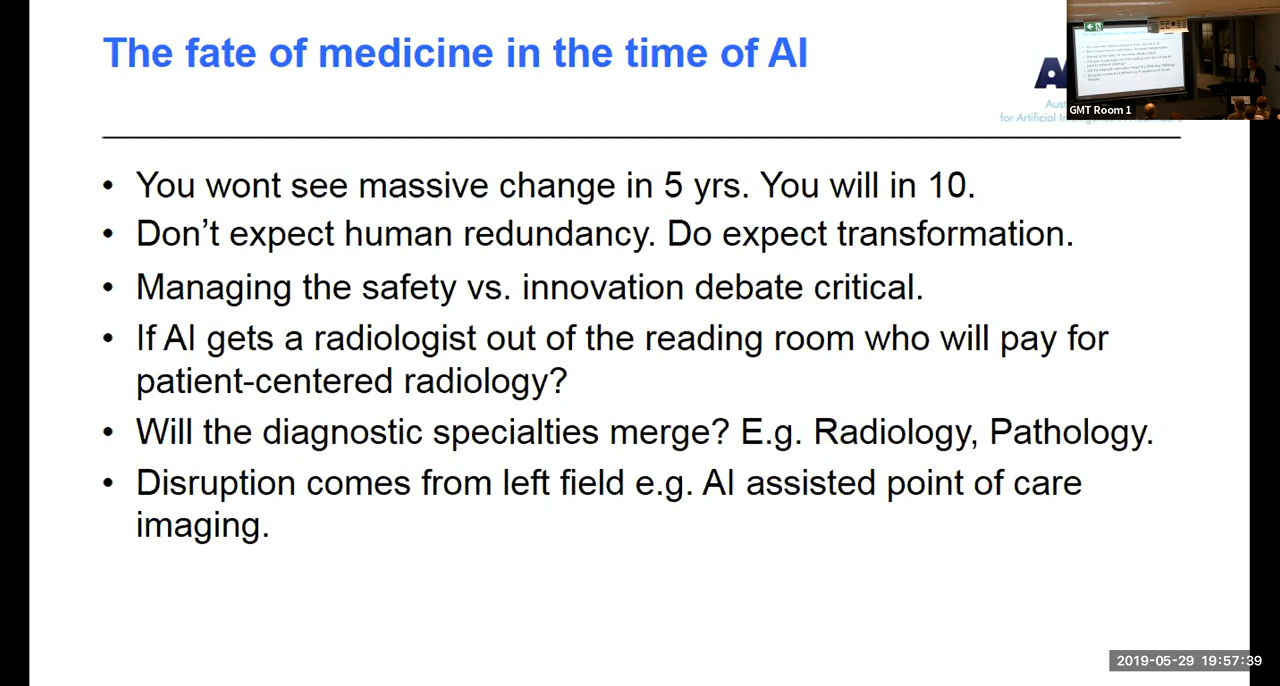 The fate of medicine in the time of AI
Aus
for Artificial In
GMT Room 1
• You wont see massive change in 5 yrs. You will in 10.
• Don’t expect human redundancy. Do expect transformation.
• Managing the safety vs. innovation debate critical.
• If AI gets a radiologist out of the reading room who will pay for
patient-centered radiology?
• Will the diagnostic specialties merge? E.g. Radiology, Pathology.
• Disruption comes from left field e.g. AI assisted point of care
imaging.
2019-05-29 19:57:39